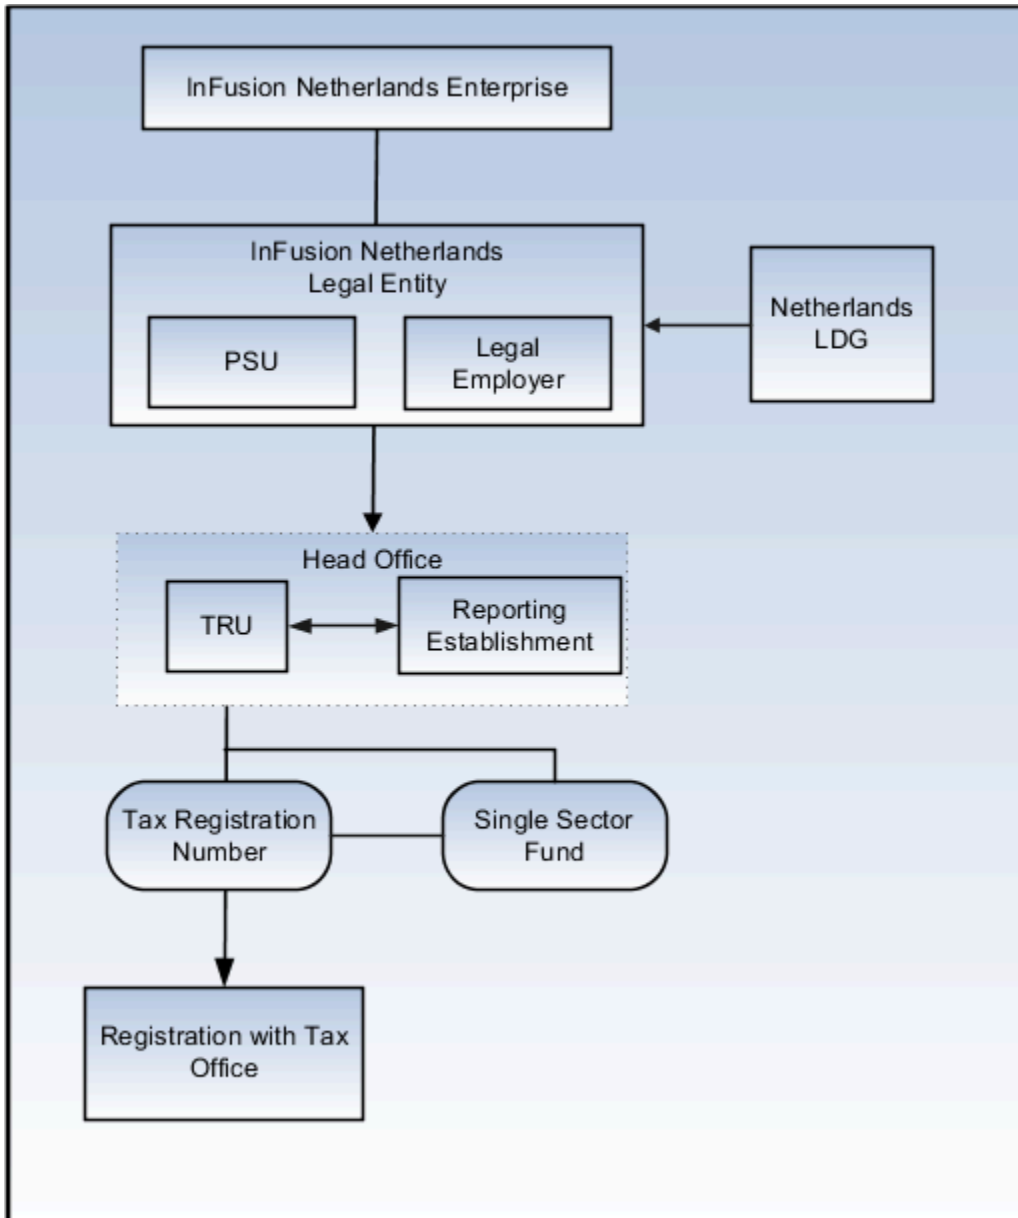 InFusion Netherlands Enterprise
InFusion Netherlands
Legal Entity
PSU
Legal
Employer
Netherlands
LDG
Head Office
TRU
Reporting
Establishment
Tax Registration
Number
Single Sector
Fund
Registration with Tax
Office